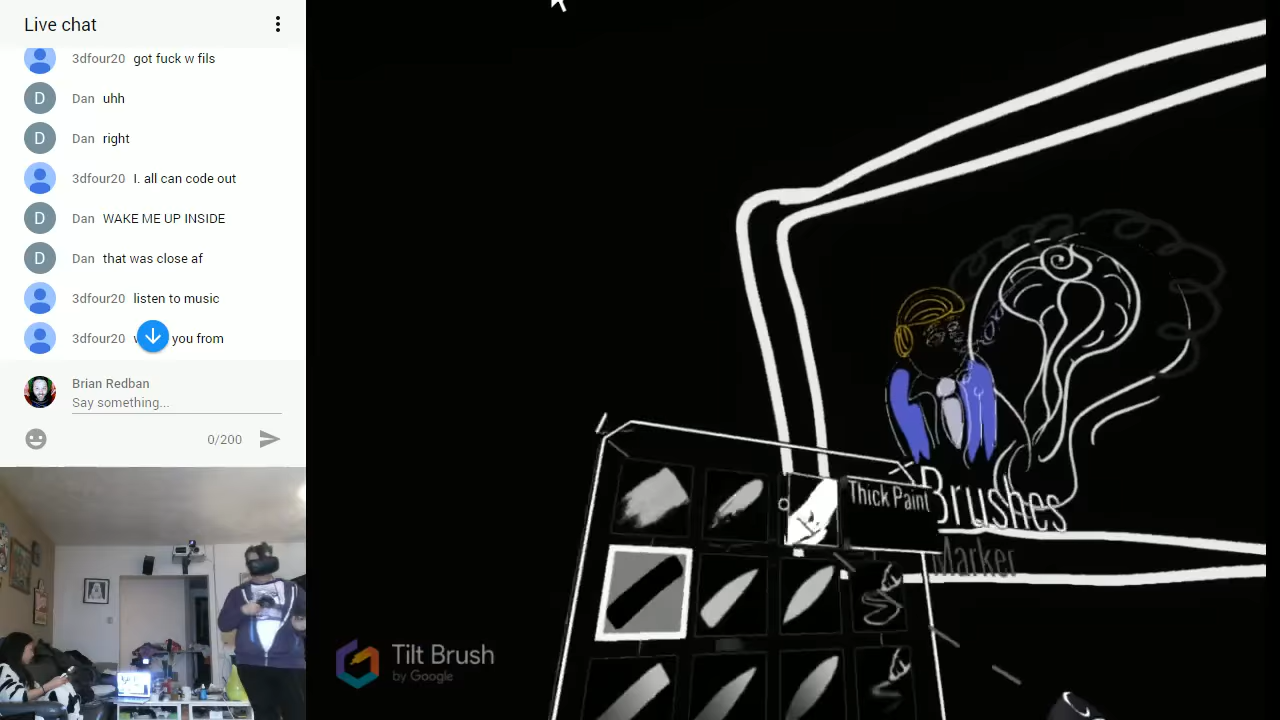 Live chat
3dfour20 got fuck w fils
D Dan uhh
D Dan right
3dfour20 I. all can code out
D Dan WAKE ME UP INSIDE
D Dan that was close af
3dfour20 listen to music
3dfour20 you from
Brian Redban
Say something...
0/200
Thick Paint
Brushes
Marker
Tilt Brush
by Google